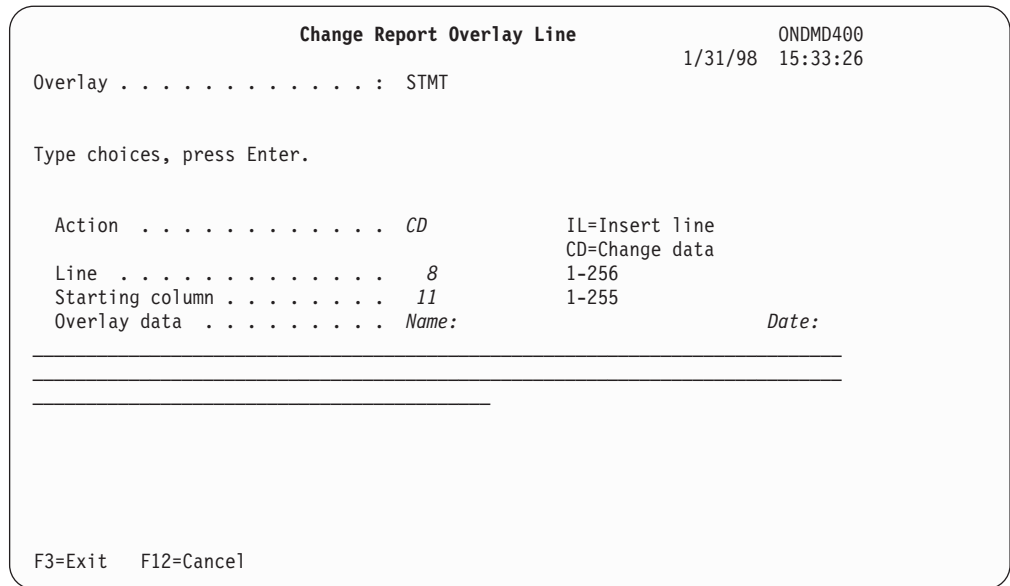 Change Report Overlay Line ONDMD400
1/31/98 15:33:26
Overlay . . . . . . . . . . . . . : STMT
Type choices, press Enter.
Action . . . . . . . . . . . . CD IL=Insert line
CD=Change data
Line . . . . . . . . . . . . . 8 1-256
Starting column . . . . . . . . 11 1-255
Overlay data . . . . . . . . . Name: Date:
F3=Exit F12=Cancel